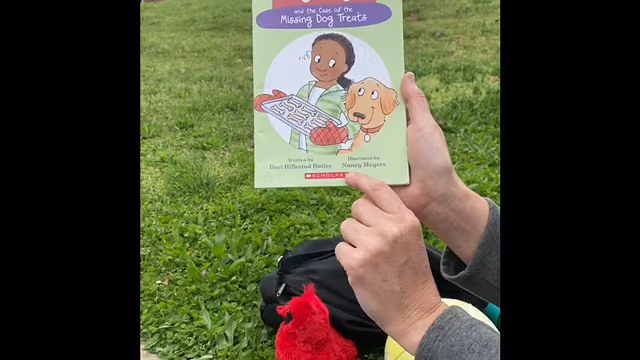 and the Case of the
Missing Dog Treats
Written by
Dori Hillestad Butler
Illustrated by
Nancy Meyers
SCHOLASTIC